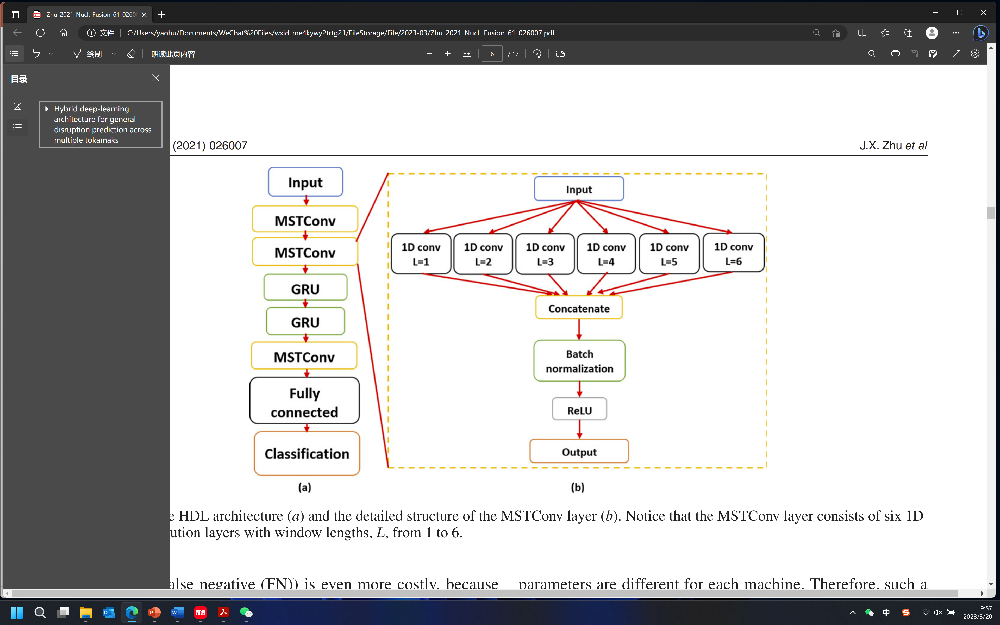 Zhu_2021_Nucl._Fusion_61_0260
文件
C:/Users/yaohu/Documents/WeChat%20Files/wxid_me4kywy2trtg21/FileStorage/File/2023-03/Zhu_2021_Nucl._Fusion_61_026007.pdf
绘制
朗读此页内容
6
/ 17
目录
Hybrid deep-learning
architecture for general
disruption prediction across
multiple tokamaks
(2021) 026007
J.X. Zhu et al
Input
MSTConv
MSTConv
GRU
GRU
MSTConv
Fully
connected
Classification
(a)
Input
1D conv
L=1
1D conv
L=2
1D conv
L=3
1D conv
L=4
1D conv
L=5
1D conv
L=6
Concatenate
Batch
normalization
ReLU
Output
(b)
e HDL architecture (a) and the detailed structure of the MSTConv layer (b). Notice that the MSTConv layer consists of six 1D
ution layers with window lengths, L, from 1 to 6.
alse negative (FN)) is even more costly, because
parameters are different for each machine. Therefore, such a
有道
中
9:57
2023/3/20